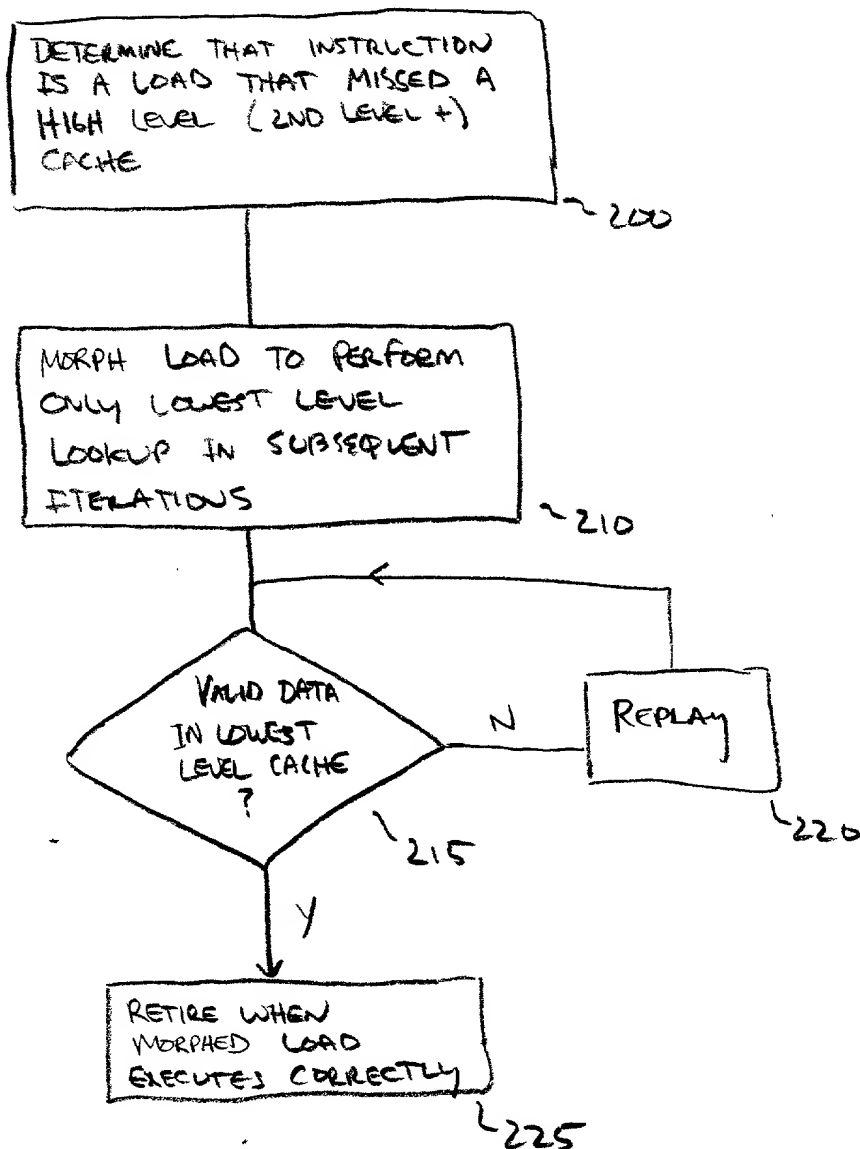 DETERMINE THAT INSTRUCTION
IS A LOAD THAT MISSED A
HIGH LEVEL (2ND LEVEL +)
CACHE
200
MORPH LOAD TO PERFORM
ONLY LOWEST LEVEL
LOOKUP IN SUBSEQUENT
ITERATIONS
210
VALID DATA
IN LOWEST
LEVEL CACHE
?
215
N
REPLAY
220
Y
RETIRE WHEN
MORPHED LOAD
EXECUTES CORRECTLY
225